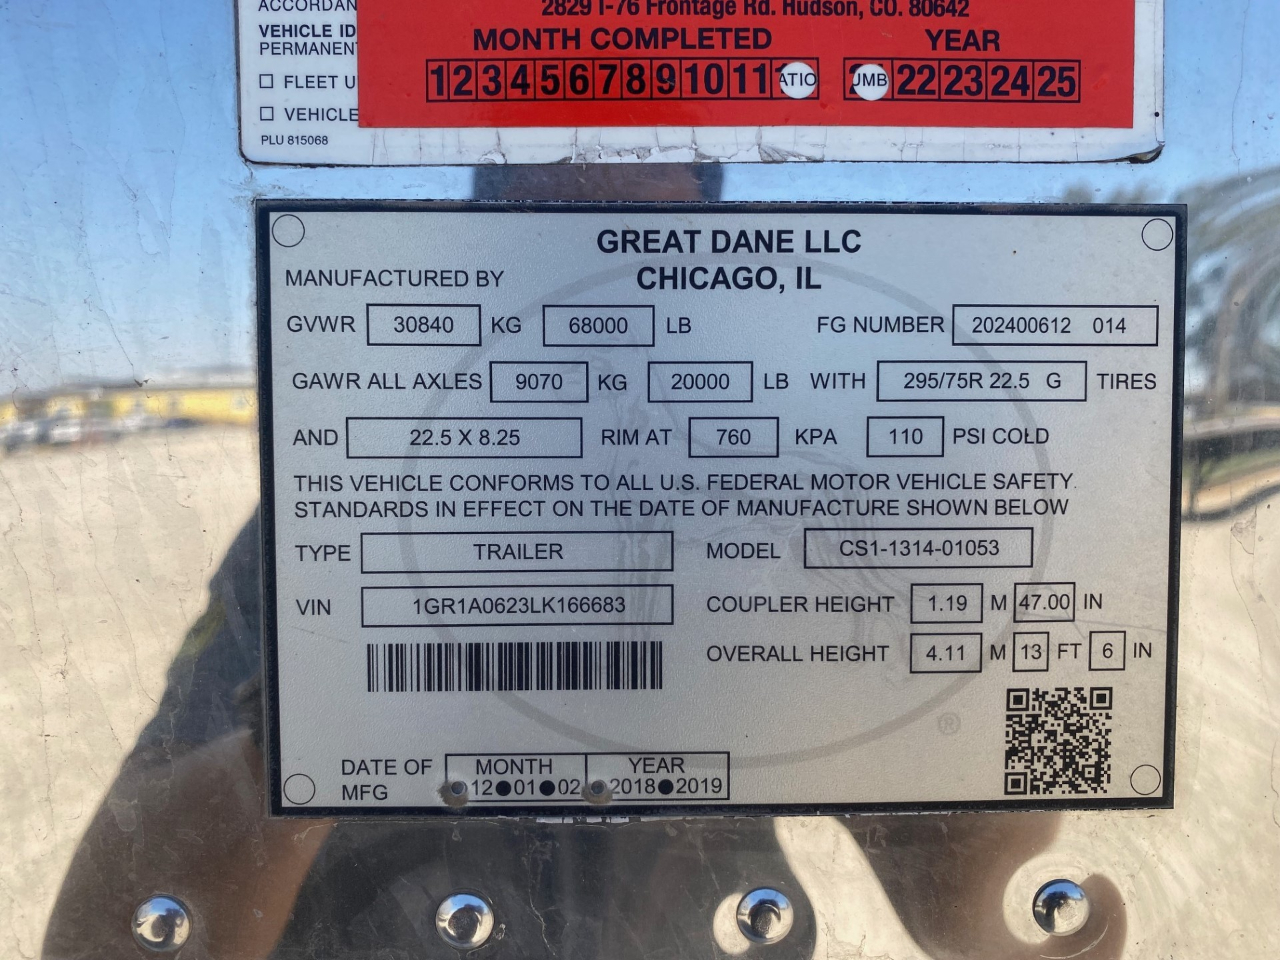 ACCORDAN
2829 I-76 Frontage Rd. Hudson, CO. 80642
VEHICLE ID
PERMANEN
MONTH COMPLETED YEAR
FLEET U
1 2 3 4 5 6 7 8 9 10 11 ATIO UMB 22 23 24 25
VEHICLE
PLU 815068
GREAT DANE LLC
MANUFACTURED BY CHICAGO, IL
GVWR 30840 KG 68000 LB FG NUMBER 202400612 014
GAWR ALL AXLES 9070 KG 20000 LB WITH 295/75R 22.5 G TIRES
AND 22.5 X 8.25 RIM AT 760 KPA 110 PSI COLD
THIS VEHICLE CONFORMS TO ALL U.S. FEDERAL MOTOR VEHICLE SAFETY.
STANDARDS IN EFFECT ON THE DATE OF MANUFACTURE SHOWN BELOW
TYPE TRAILER MODEL CS1-1314-01053
VIN 1GR1A0623LK166683 COUPLER HEIGHT 1.19 M 47.00 IN
OVERALL HEIGHT 4.11 M 13 FT 6 IN
®
DATE OF MFG MONTH YEAR
12●01●02 2018●2019